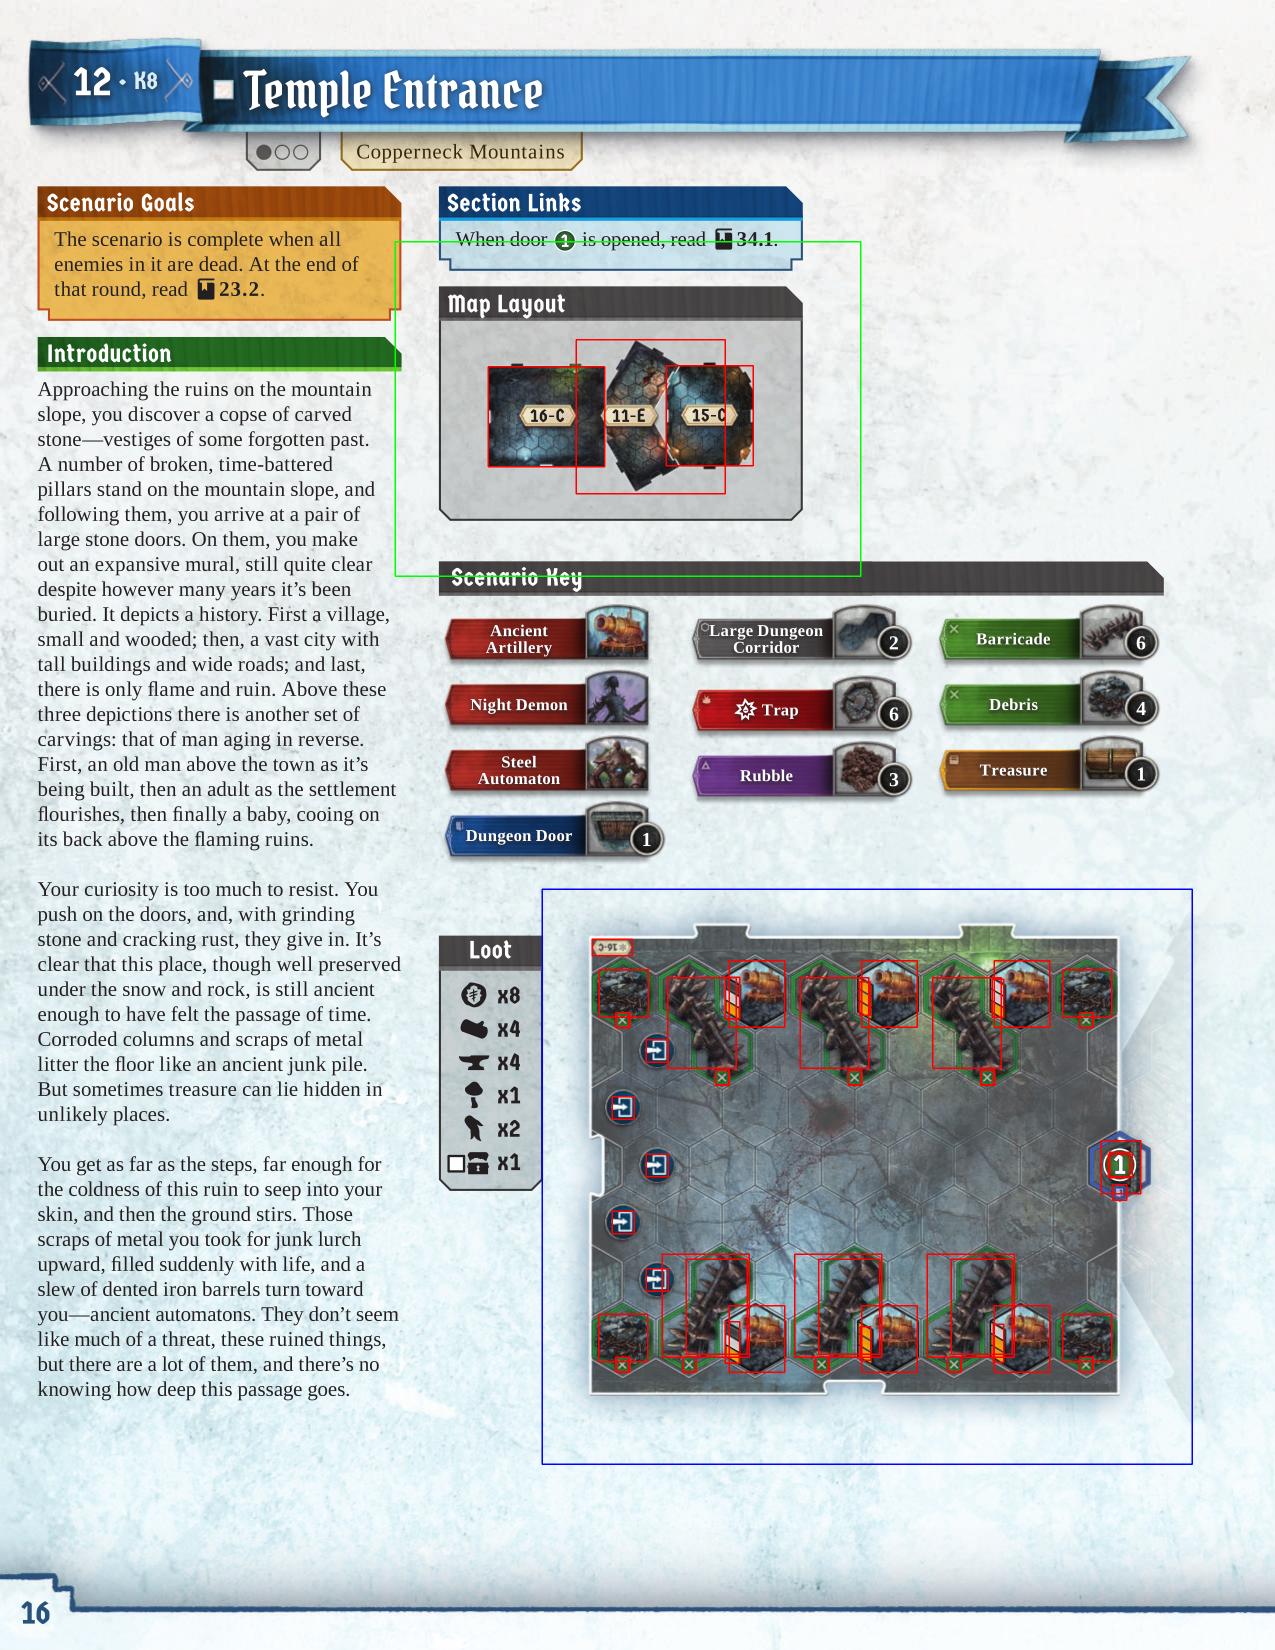 12 · K8
Temple Entrance
Copperneck Mountains
Scenario Goals
The scenario is complete when all
enemies in it are dead. At the end of
that round, read 23.2.
Introduction
Approaching the ruins on the mountain
slope, you discover a copse of carved
stone—vestiges of some forgotten past.
A number of broken, time-battered
pillars stand on the mountain slope, and
following them, you arrive at a pair of
large stone doors. On them, you make
out an expansive mural, still quite clear
despite however many years it’s been
buried. It depicts a history. First a village,
small and wooded; then, a vast city with
tall buildings and wide roads; and last,
there is only flame and ruin. Above these
three depictions there is another set of
carvings: that of man aging in reverse.
First, an old man above the town as it’s
being built, then an adult as the settlement
flourishes, then finally a baby, cooing on
its back above the flaming ruins.
Your curiosity is too much to resist. You
push on the doors, and, with grinding
stone and cracking rust, they give in. It’s
clear that this place, though well preserved
under the snow and rock, is still ancient
enough to have felt the passage of time.
Corroded columns and scraps of metal
litter the floor like an ancient junk pile.
But sometimes treasure can lie hidden in
unlikely places.
You get as far as the steps, far enough for
the coldness of this ruin to seep into your
skin, and then the ground stirs. Those
scraps of metal you took for junk lurch
upward, filled suddenly with life, and a
slew of dented iron barrels turn toward
you—ancient automatons. They don’t seem
like much of a threat, these ruined things,
but there are a lot of them, and there’s no
knowing how deep this passage goes.
Section Links
When door 1 is opened, read 34.1.
Map Layout
16-C
11-E
15-C
Scenario Key
Ancient
Artillery
Night Demon
Steel
Automaton
Dungeon Door 1
Large Dungeon
Corridor 2
Trap 6
Rubble 3
Barricade 6
Debris 4
Treasure 1
Loot
x8
x4
x4
x1
x2
x1
16-C
1
16